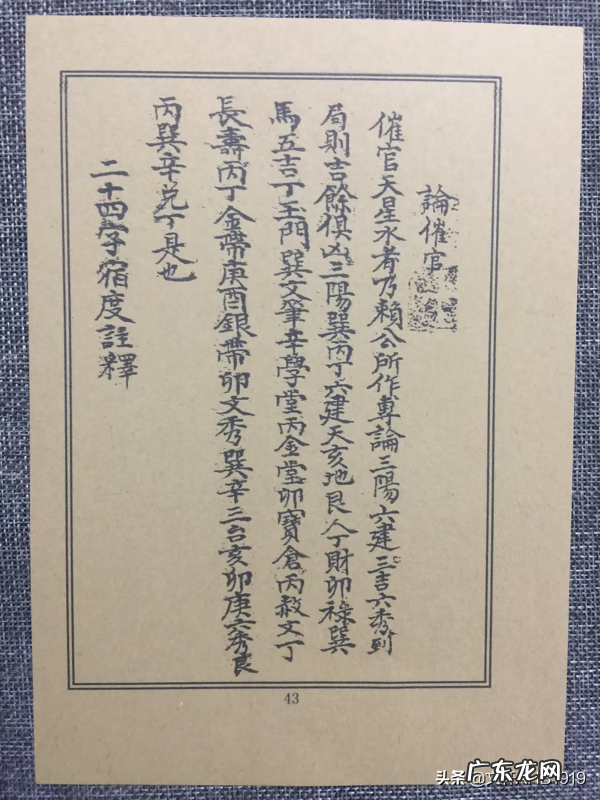 論催官
催官天星水者乃賴公所作專論三陽六建三吉六秀到
局則吉餘俱凶三陽巽丙丁六建天亥地艮人丁財卯祿巽
馬五吉丁玉門巽文筆辛學堂丙金堂卯寶倉丙赦文丁
長壽丙丁金帶庚酉銀帶卯文秀巽辛三台亥卯庚六秀艮
丙巽辛兌丁是也
二十四字宿度註釋
43
头条
919
广东龙网